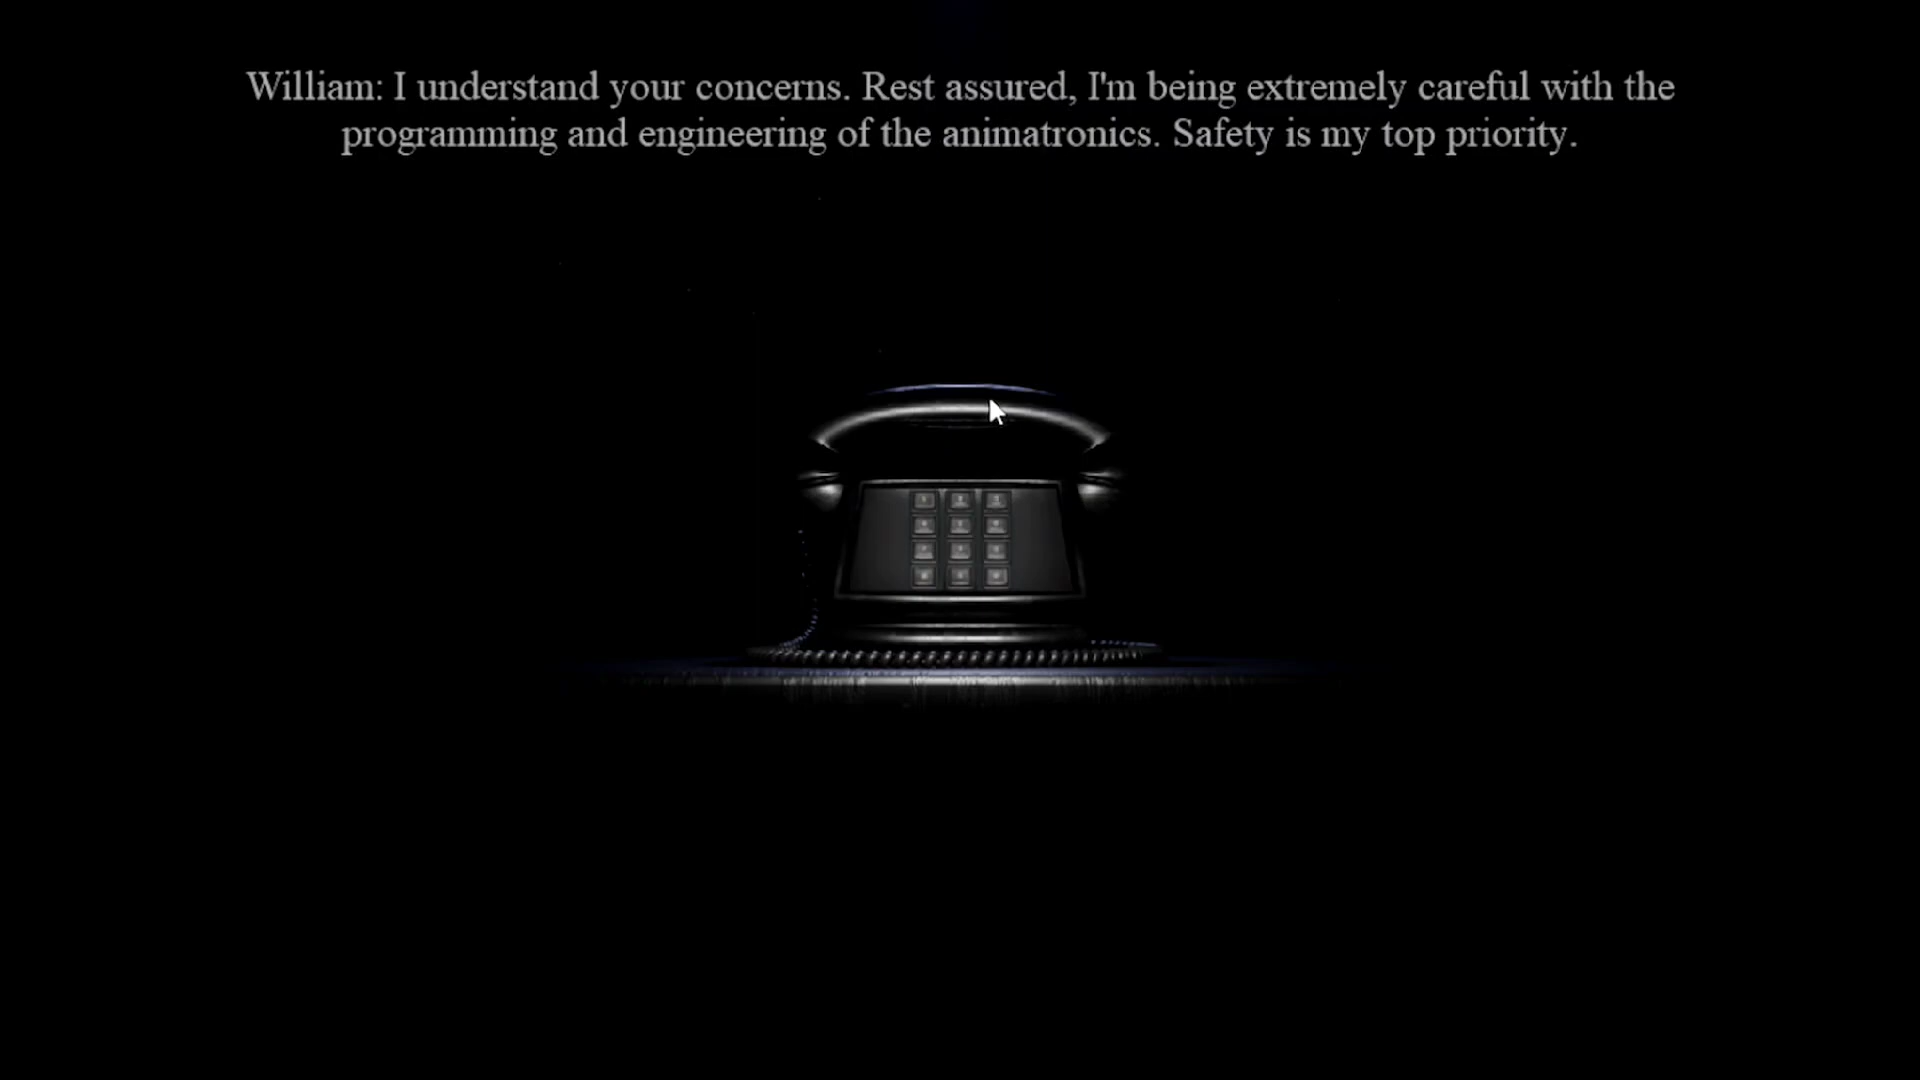 William: I understand your concerns. Rest assured, I'm being extremely careful with the
programming and engineering of the animatronics. Safety is my top priority.